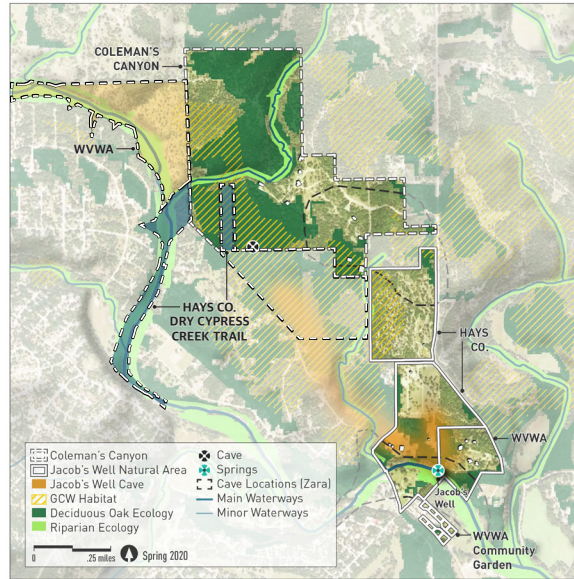 COLEMAN'S
CANYON
WVWA
HAYS CO.
DRY CYPRESS
CREEK TRAIL
HAYS
CO.
WVWA
Jacob's
Well
WVWA
Community
Garden
Coleman's Canyon
Jacob's Well Natural Area
Jacob's Well Cave
GCW Habitat
Deciduous Oak Ecology
Riparian Ecology
Cave
Springs
Cave Locations (Zara)
Main Waterways
Minor Waterways
0 .25 miles Spring 2020